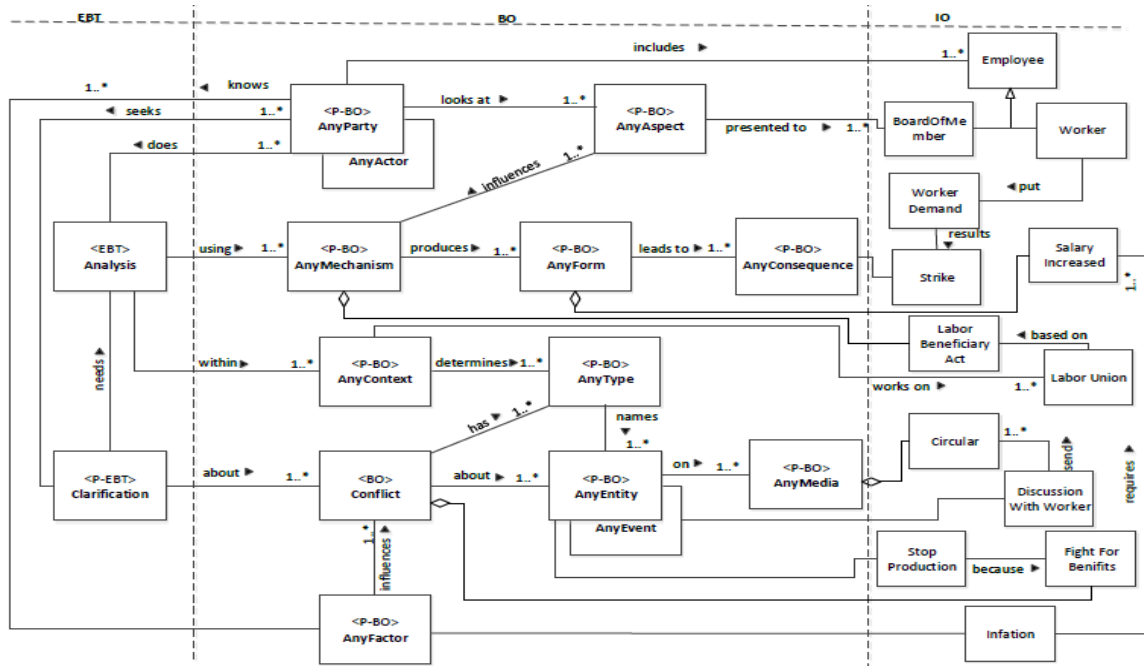 EBT
BO
IO
includes ►
1..*
Employee
1..*
◄ knows
◄ seeks
1..*
<P-BO>
AnyParty
AnyActor
looks at ►
1..*
<P-BO>
AnyAspect
presented to ►
1..*
BoardOfMe
mber
Worker
◄ does
1..*
◄ influences
1..*
Worker
Demand
◄ put
results
<EBT>
Analysis
using ►
1..*
<P-BO>
AnyMechanism
produces ►
1..*
<P-BO>
AnyForm
leads to ►
1..*
<P-BO>
AnyConsequence
Strike
Salary
Increased
1..*
Labor
Beneficiary
Act
◄ based on
within ►
1..*
<P-BO>
AnyContext
determines ►
1..*
<P-BO>
AnyType
works on ►
1..*
Labor Union
needs ►
has ►
1..*
names
1..*
<P-EBT>
Clarification
about ►
1..*
<BO>
Conflict
about ►
1..*
<P-BO>
AnyEntity
AnyEvent
on ►
1..*
<P-BO>
AnyMedia
Circular
1..*
send ►
Discussion
With Worker
requires ►
1..*
influences ►
Stop
Production
because ►
Fight For
Benifits
<P-BO>
AnyFactor
Infation